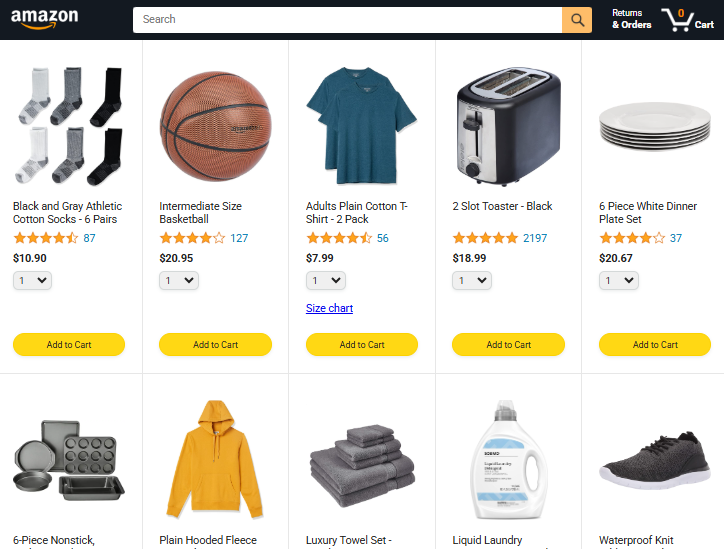 amazon
Search
Returns
& Orders
0
Cart
Black and Gray Athletic
Cotton Socks - 6 Pairs
87
$10.90
1
Add to Cart
Intermediate Size
Basketball
127
$20.95
1
Add to Cart
Adults Plain Cotton T-
Shirt - 2 Pack
56
$7.99
1
Size chart
Add to Cart
2 Slot Toaster - Black
2197
$18.99
1
Add to Cart
6 Piece White Dinner
Plate Set
37
$20.67
1
Add to Cart
6-Piece Nonstick,
Plain Hooded Fleece
Luxury Towel Set -
Liquid Laundry
Waterproof Knit